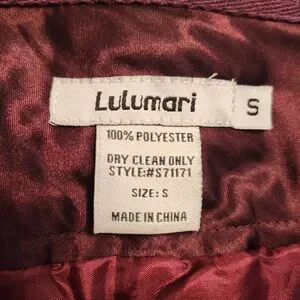 Lulumari
S
100% POLYESTER
DRY CLEAN ONLY
STYLE:#S71171
SIZE: S
MADE IN CHINA